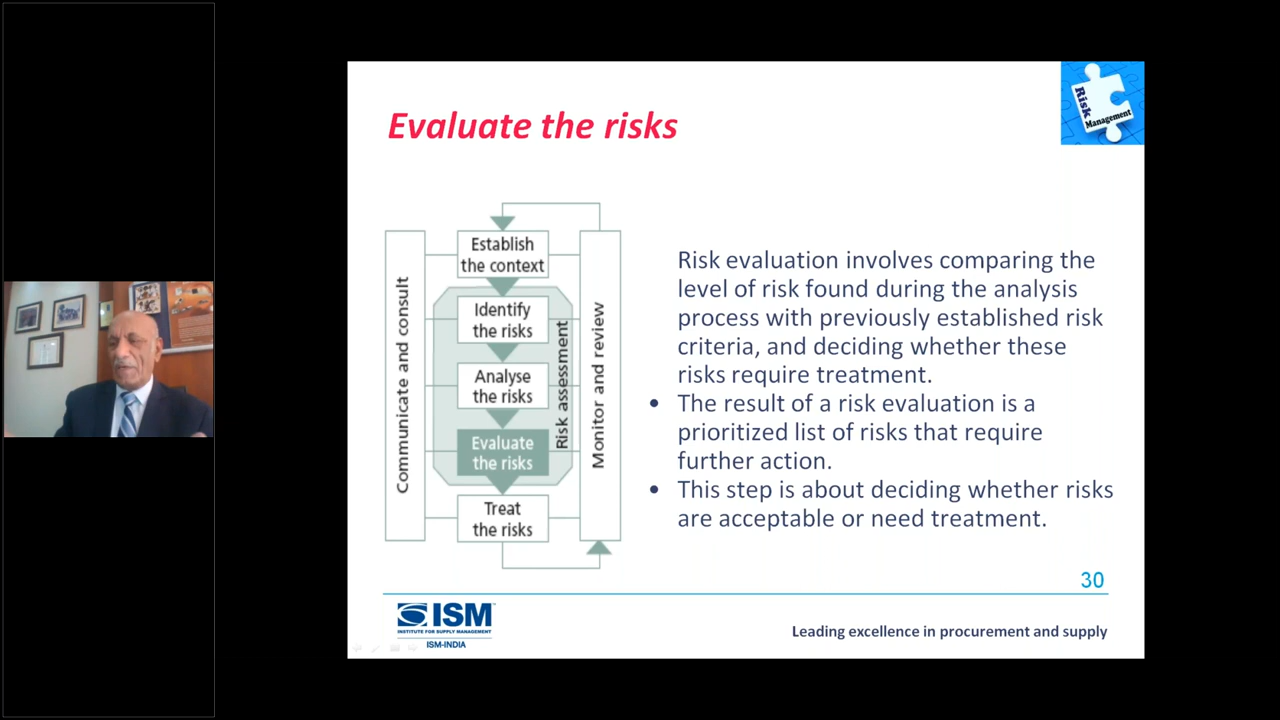 Risk
Management
Evaluate the risks
Communicate and consult
Establish
the context
Identify
the risks
Analyse
the risks
Evaluate
the risks
Treat
the risks
Risk assessment
Monitor and review
Risk evaluation involves comparing the
level of risk found during the analysis
process with previously established risk
criteria, and deciding whether these
risks require treatment.
• The result of a risk evaluation is a
prioritized list of risks that require
further action.
• This step is about deciding whether risks
are acceptable or need treatment.
30
ISM
INSTITUTE FOR SUPPLY MANAGEMENT
ISM-INDIA
Leading excellence in procurement and supply